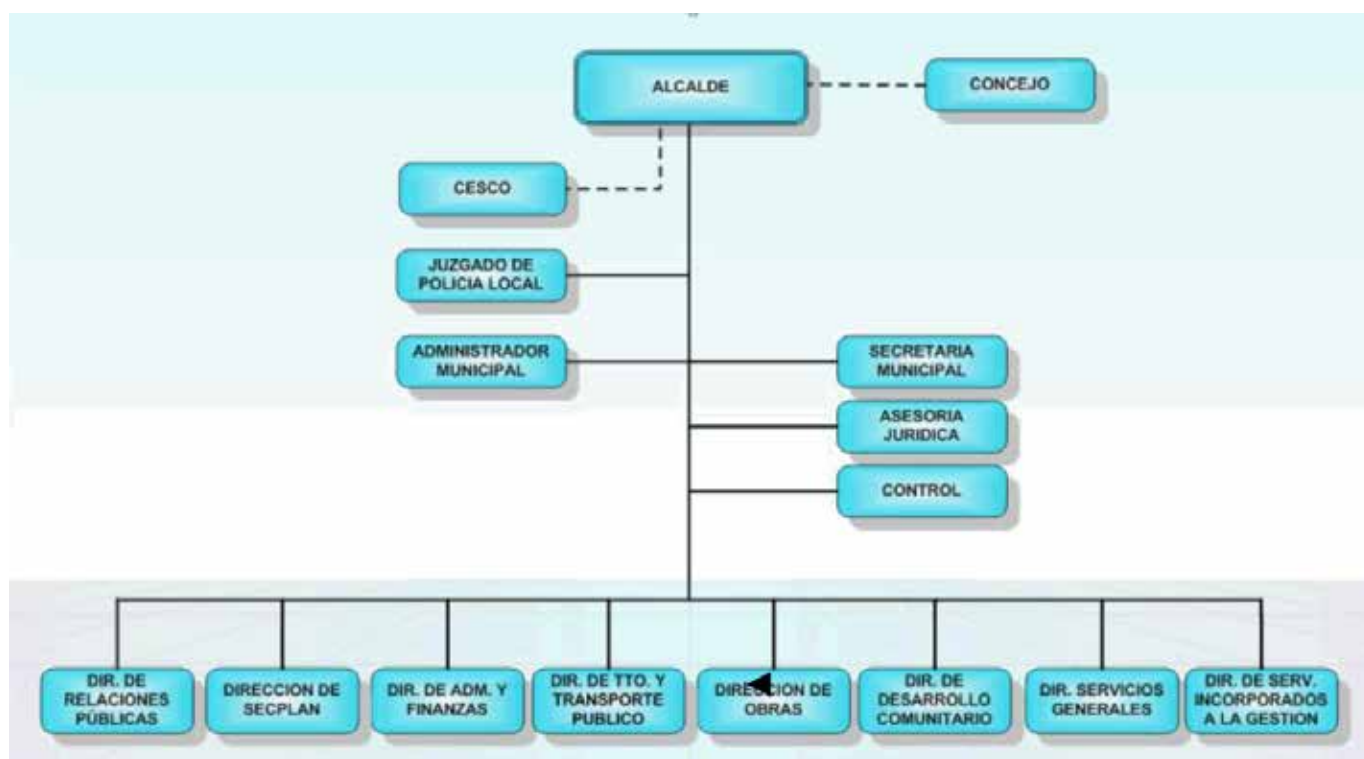 ALCALDE
CONCEJO
CESCO
JUZGADO DE
POLICIA LOCAL
ADMINISTRADOR
MUNICIPAL
SECRETARIA
MUNICIPAL
ASESORIA
JURIDICA
CONTROL
DIR. DE
RELACIONES
PÚBLICAS
DIRECCION DE
SECPLAN
DIR. DE ADM. Y
FINANZAS
DIR. DE TTO. Y
TRANSPORTE
PUBLICO
DIRECCION DE
OBRAS
DIR. DE
DESARROLLO
COMUNITARIO
DIR. SERVICIOS
GENERALES
DIR. DE SERV.
INCORPORADOS
A LA GESTION